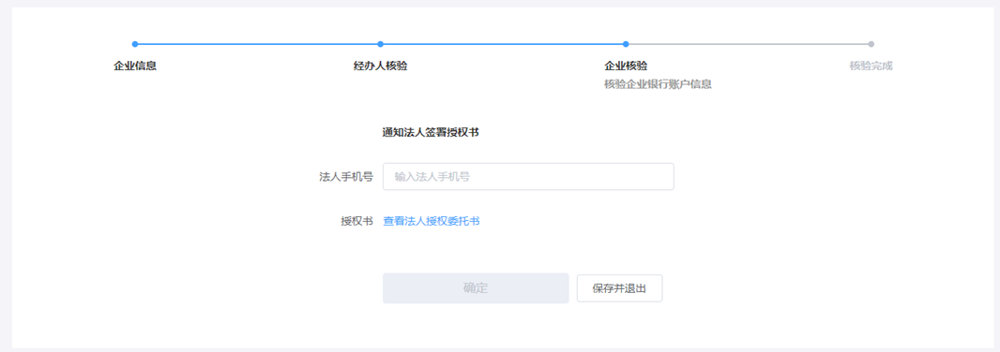 企业信息
经办人核验
企业核验
核验完成
核验企业银行账户信息
通知法人签署授权书
法人手机号
输入法人手机号
授权书
查看法人授权委托书
确定
保存并退出